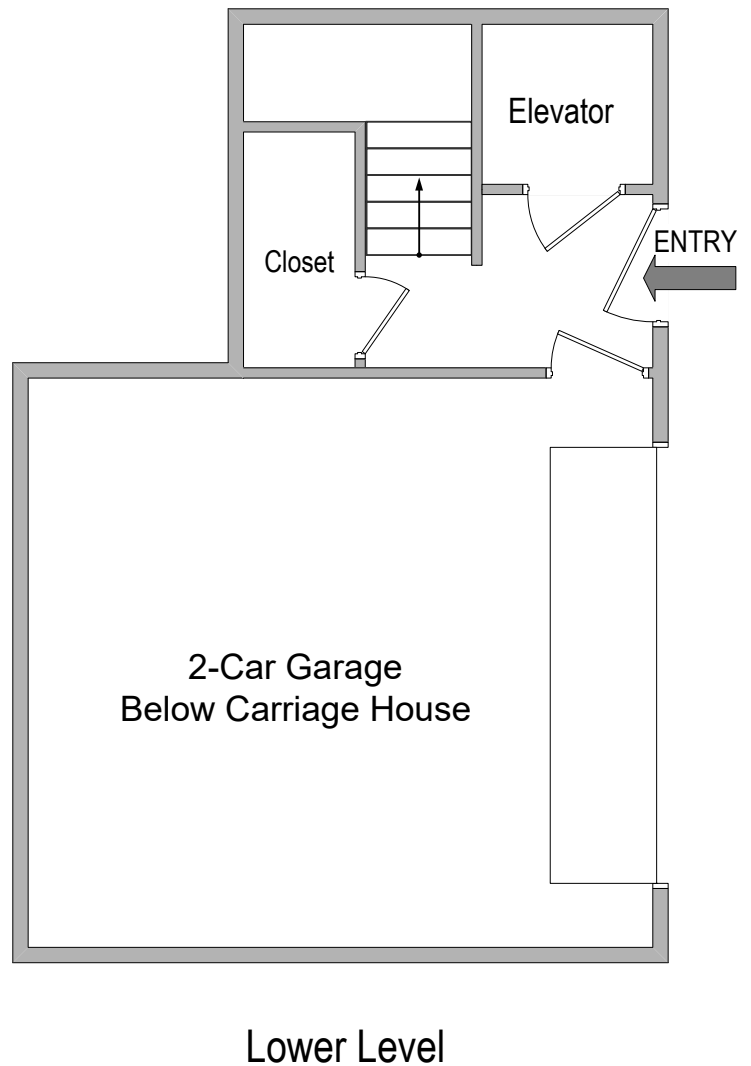 Elevator
ENTRY
Closet
2-Car Garage
Below Carriage House
Lower Level